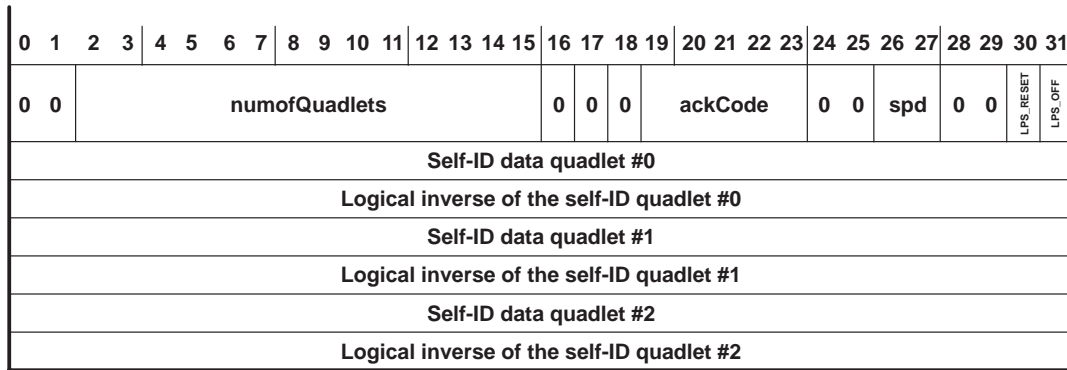 0 1 2 3 4 5 6 7 8 9 10 11 12 13 14 15 16 17 18 19 20 21 22 23 24 25 26 27 28 29 30 31
0 0 numofQuadlets 0 0 0 ackCode 0 0 spd 0 0 LPS_RESET LPS_OFF
Self-ID data quadlet #0
Logical inverse of the self-ID quadlet #0
Self-ID data quadlet #1
Logical inverse of the self-ID quadlet #1
Self-ID data quadlet #2
Logical inverse of the self-ID quadlet #2